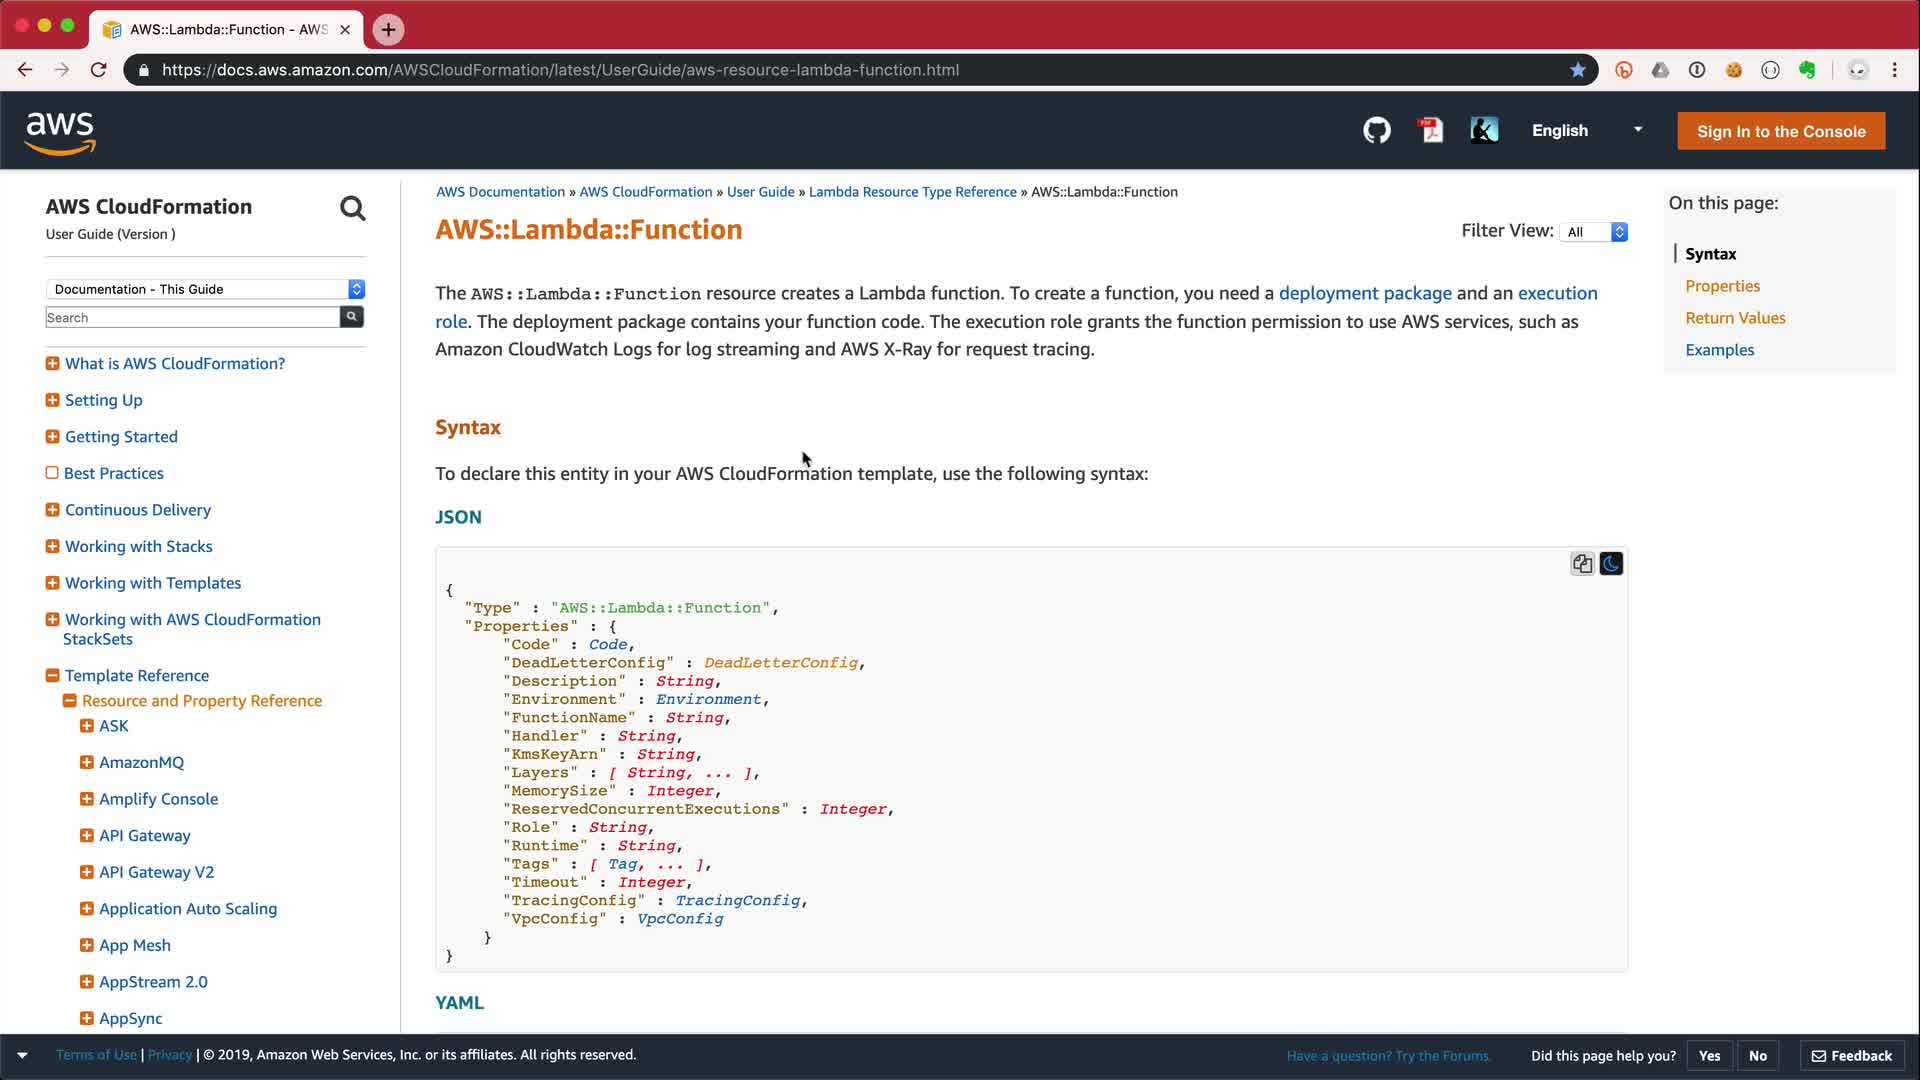 AWS::Lambda::Function - AWS
https://docs.aws.amazon.com/AWSCloudFormation/latest/UserGuide/aws-resource-lambda-function.html
aws
PDF
English
Sign In to the Console
AWS CloudFormation
User Guide (Version )
Documentation - This Guide
Search
What is AWS CloudFormation?
Setting Up
Getting Started
Best Practices
Continuous Delivery
Working with Stacks
Working with Templates
Working with AWS CloudFormation
StackSets
Template Reference
Resource and Property Reference
ASK
AmazonMQ
Amplify Console
API Gateway
API Gateway V2
Application Auto Scaling
App Mesh
AppStream 2.0
AppSync
AWS Documentation » AWS CloudFormation » User Guide » Lambda Resource Type Reference » AWS::Lambda::Function
AWS::Lambda::Function
Filter View: All
The AWS::Lambda::Function resource creates a Lambda function. To create a function, you need a deployment package and an execution
role. The deployment package contains your function code. The execution role grants the function permission to use AWS services, such as
Amazon CloudWatch Logs for log streaming and AWS X-Ray for request tracing.
Syntax
To declare this entity in your AWS CloudFormation template, use the following syntax:
JSON
{
"Type" : "AWS::Lambda::Function",
"Properties" : {
"Code" : Code,
"DeadLetterConfig" : DeadLetterConfig,
"Description" : String,
"Environment" : Environment,
"FunctionName" : String,
"Handler" : String,
"KmsKeyArn" : String,
"Layers" : [ String, ... ],
"MemorySize" : Integer,
"ReservedConcurrentExecutions" : Integer,
"Role" : String,
"Runtime" : String,
"Tags" : [ Tag, ... ],
"Timeout" : Integer,
"TracingConfig" : TracingConfig,
"VpcConfig" : VpcConfig
}
}
YAML
On this page:
Syntax
Properties
Return Values
Examples
Terms of Use | Privacy | © 2019, Amazon Web Services, Inc. or its affiliates. All rights reserved.
Have a question? Try the Forums.
Did this page help you?
Yes
No
Feedback